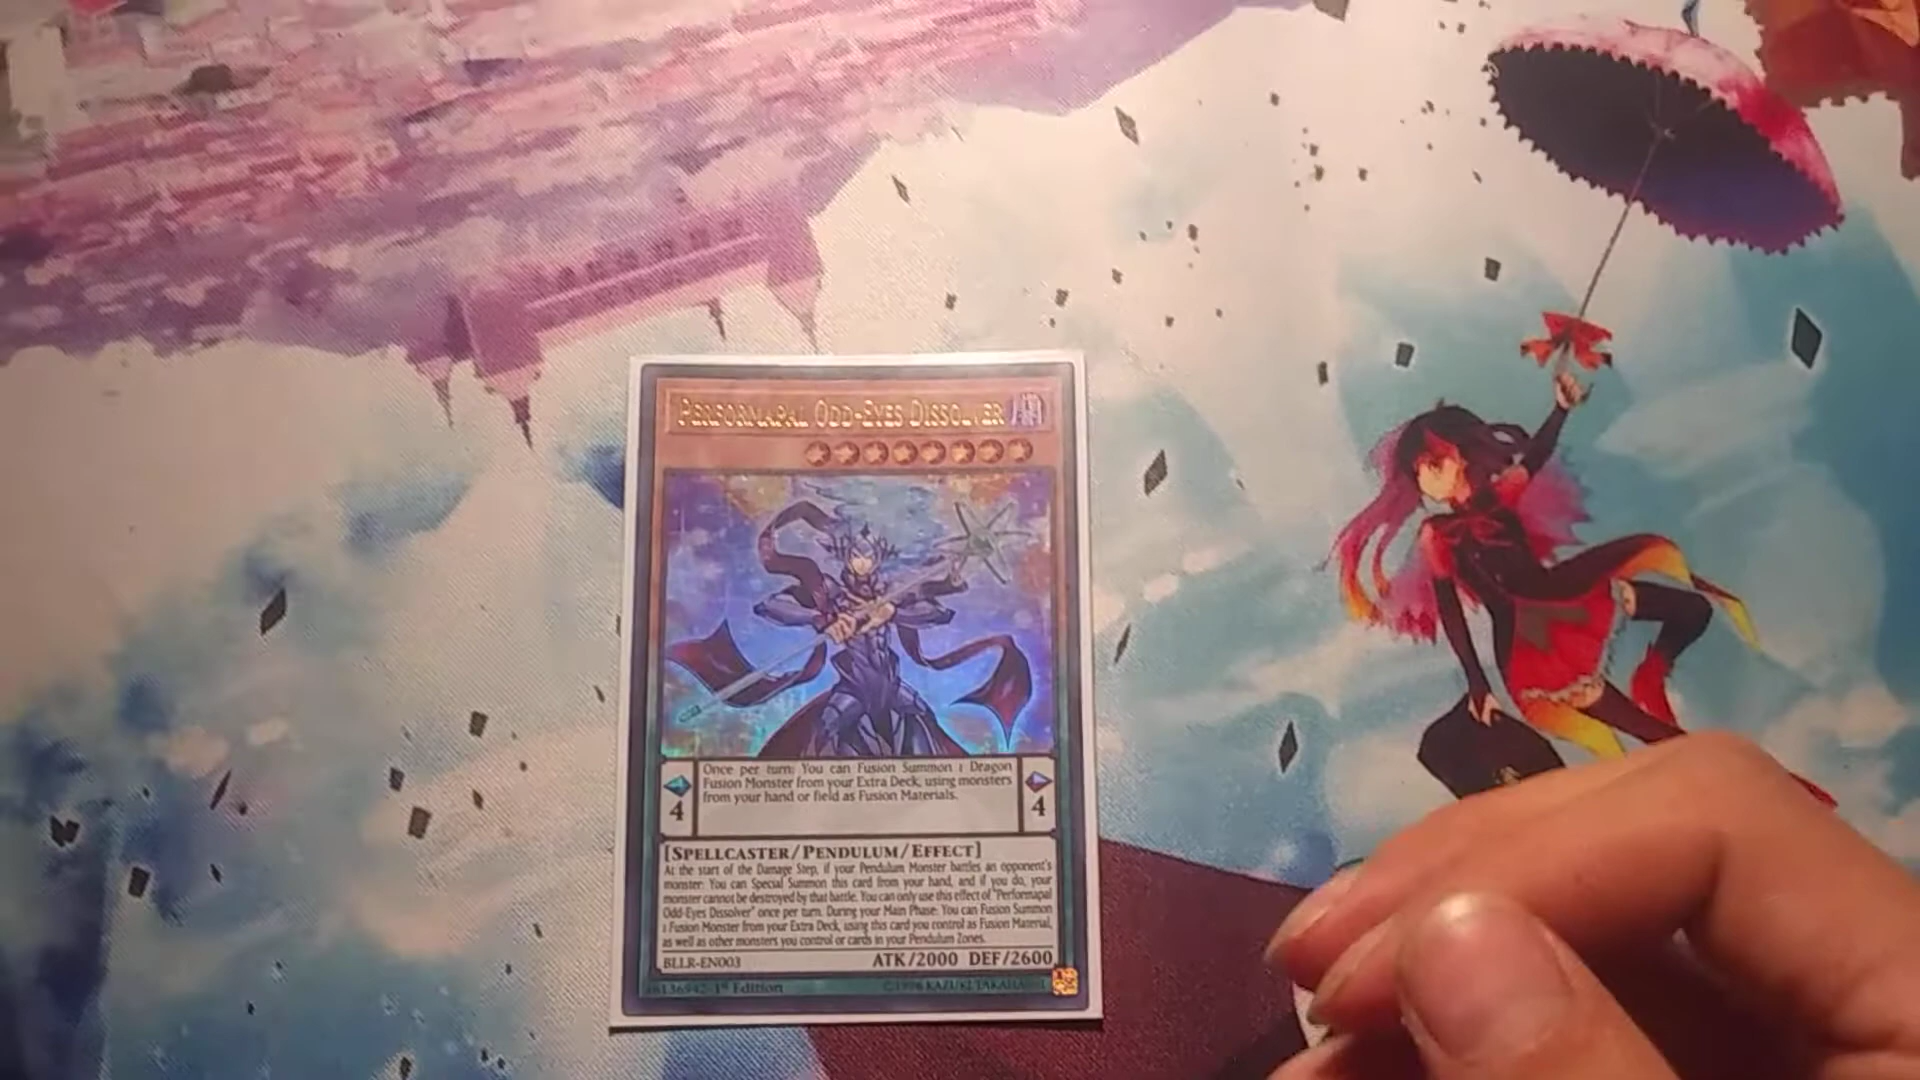 PERFORMAPAL ODD-EYES DISSOLVER
Once per turn: You can Fusion Summon 1 Dragon
Fusion Monster from your Extra Deck, using monsters
from your hand or field as Fusion Materials.
4
4
[SPELLCASTER/PENDULUM/EFFECT]
At the start of the Damage Step, if your Pendulum Monster battles an opponent's
monster: You can Special Summon this card from your hand, and if you do, your
monster cannot be destroyed by that battle. You can only use this effect of "Performapal
Odd-Eyes Dissolver" once per turn. During your Main Phase: You can Fusion Summon
1 Fusion Monster from your Extra Deck, using this card you control as Fusion Material,
as well as other monsters you control or cards in your Pendulum Zones.
BLLR-EN003
ATK/2000 DEF/2600
1st Edition
©1996 KAZUKI TAKAHASHI